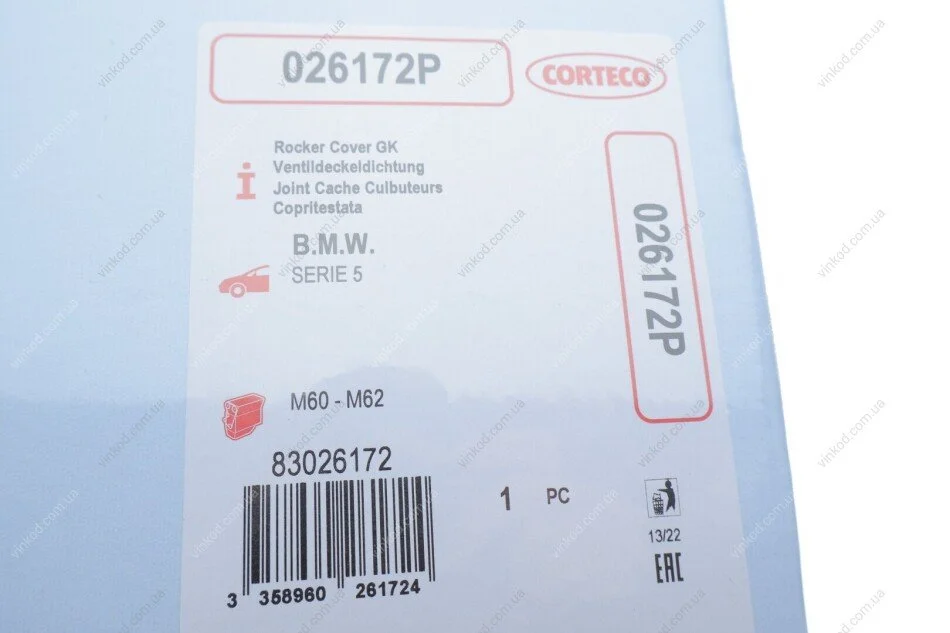 026172P
CORTECO
i
Rocker Cover GK
Ventildeckeldichtung
Joint Cache Culbuteurs
Copritestata
B.M.W.
SERIE 5
026172P
M60 - M62
83026172
1 PC
13/22
EAC
3 358960 261724
vinkod.com.ua